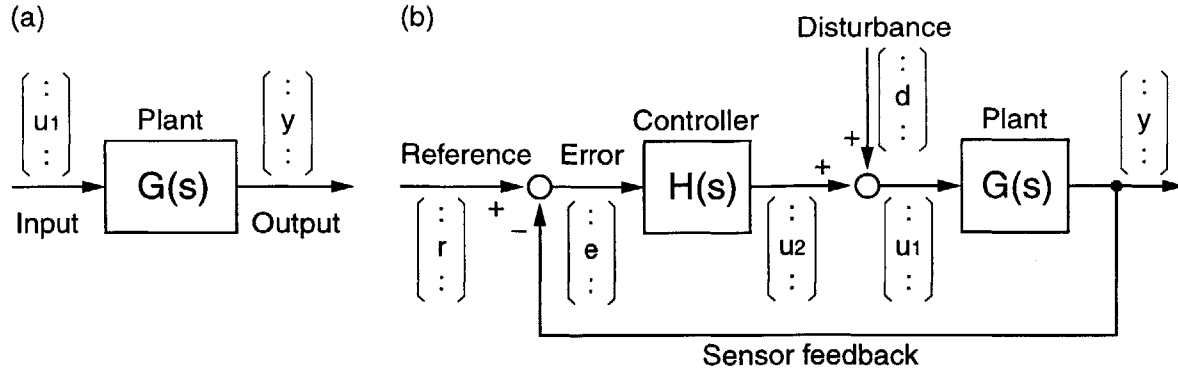 (a)
u1
Plant
y
G(s)
Input
Output
(b)
Disturbance
d
Plant
y
Controller
Reference
Error
+
+
H(s)
G(s)
+
−
r
e
u2
u1
Sensor feedback